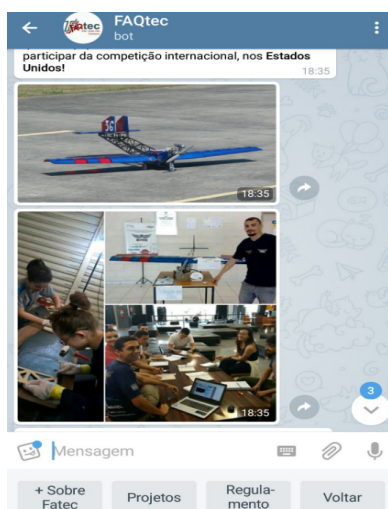 FAQtec
bot
participar da competição internacional, nos Estados
Unidos!
18:35
36
18:35
18:35
3
Mensagem
+ Sobre
Fatec
Projetos
Regula-
mento
Voltar